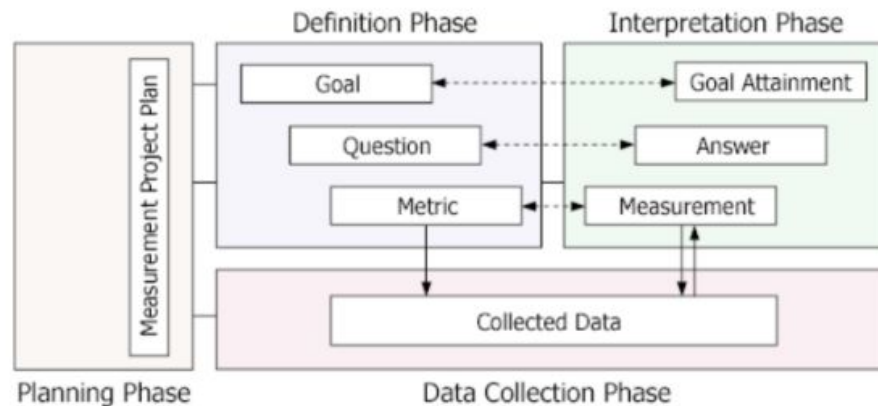 Definition Phase
Interpretation Phase
Measurement Project Plan
Goal
Goal Attainment
Question
Answer
Metric
Measurement
Collected Data
Planning Phase
Data Collection Phase